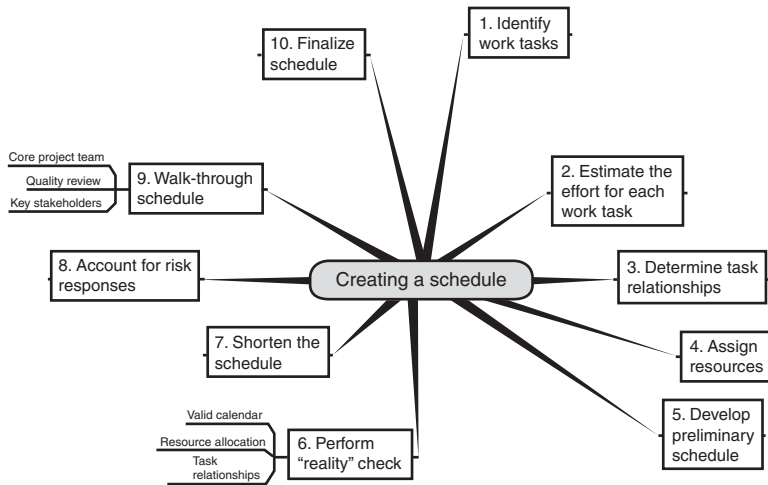 Creating a schedule
1. Identify
work tasks
2. Estimate the
effort for each
work task
3. Determine task
relationships
4. Assign
resources
5. Develop
preliminary
schedule
6. Perform
“reality” check
Valid calendar
Resource allocation
Task
relationships
7. Shorten the
schedule
8. Account for risk
responses
9. Walk-through
schedule
Core project team
Quality review
Key stakeholders
10. Finalize
schedule